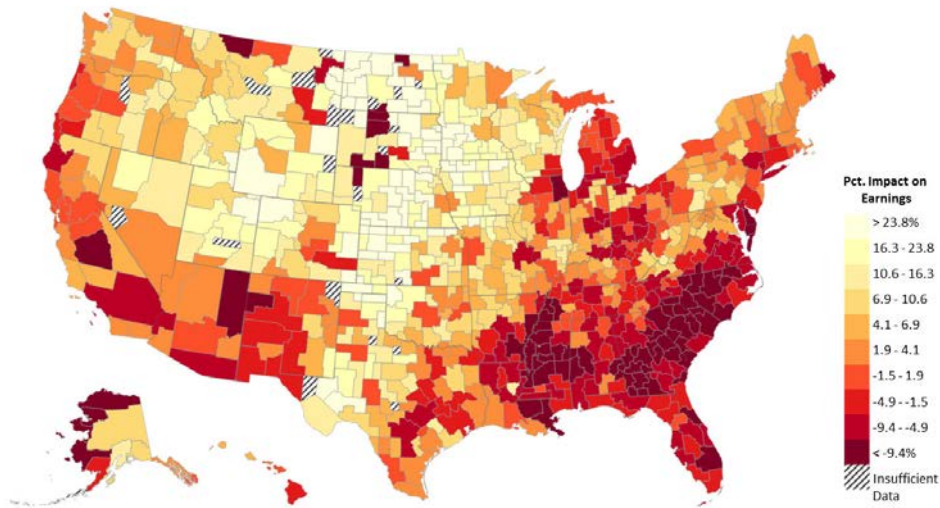 Pct. Impact on
Earnings
> 23.8%
16.3 - 23.8
10.6 - 16.3
6.9 - 10.6
4.1 - 6.9
1.9 - 4.1
-1.5 - 1.9
-4.9 - -1.5
-9.4 - -4.9
< -9.4%
Insufficient
Data